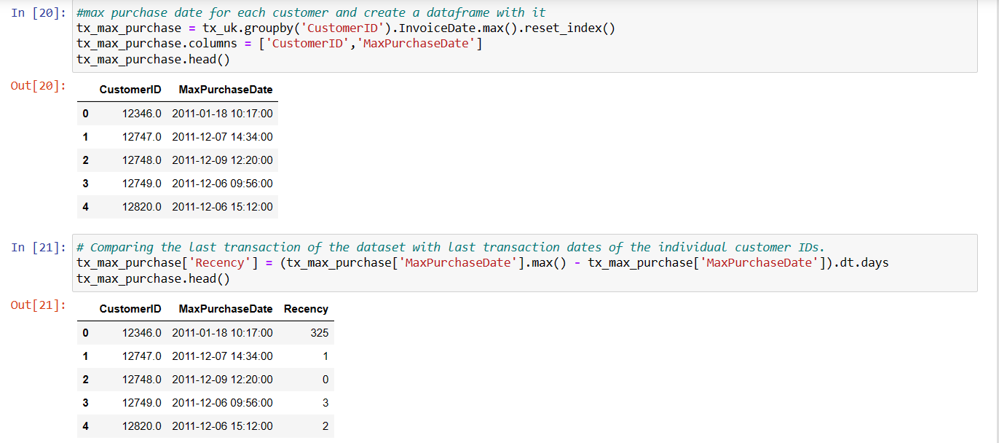 In [20]: #max purchase date for each customer and create a dataframe with it
tx_max_purchase = tx_uk.groupby('CustomerID').InvoiceDate.max().reset_index()
tx_max_purchase.columns = ['CustomerID','MaxPurchaseDate']
tx_max_purchase.head()
Out[20]: CustomerID MaxPurchaseDate
0 12346.0 2011-01-18 10:17:00
1 12747.0 2011-12-07 14:34:00
2 12748.0 2011-12-09 12:20:00
3 12749.0 2011-12-06 09:56:00
4 12820.0 2011-12-06 15:12:00
In [21]: # Comparing the last transaction of the dataset with last transaction dates of the individual customer IDs.
tx_max_purchase['Recency'] = (tx_max_purchase['MaxPurchaseDate'].max() - tx_max_purchase['MaxPurchaseDate']).dt.days
tx_max_purchase.head()
Out[21]: CustomerID MaxPurchaseDate Recency
0 12346.0 2011-01-18 10:17:00 325
1 12747.0 2011-12-07 14:34:00 1
2 12748.0 2011-12-09 12:20:00 0
3 12749.0 2011-12-06 09:56:00 3
4 12820.0 2011-12-06 15:12:00 2